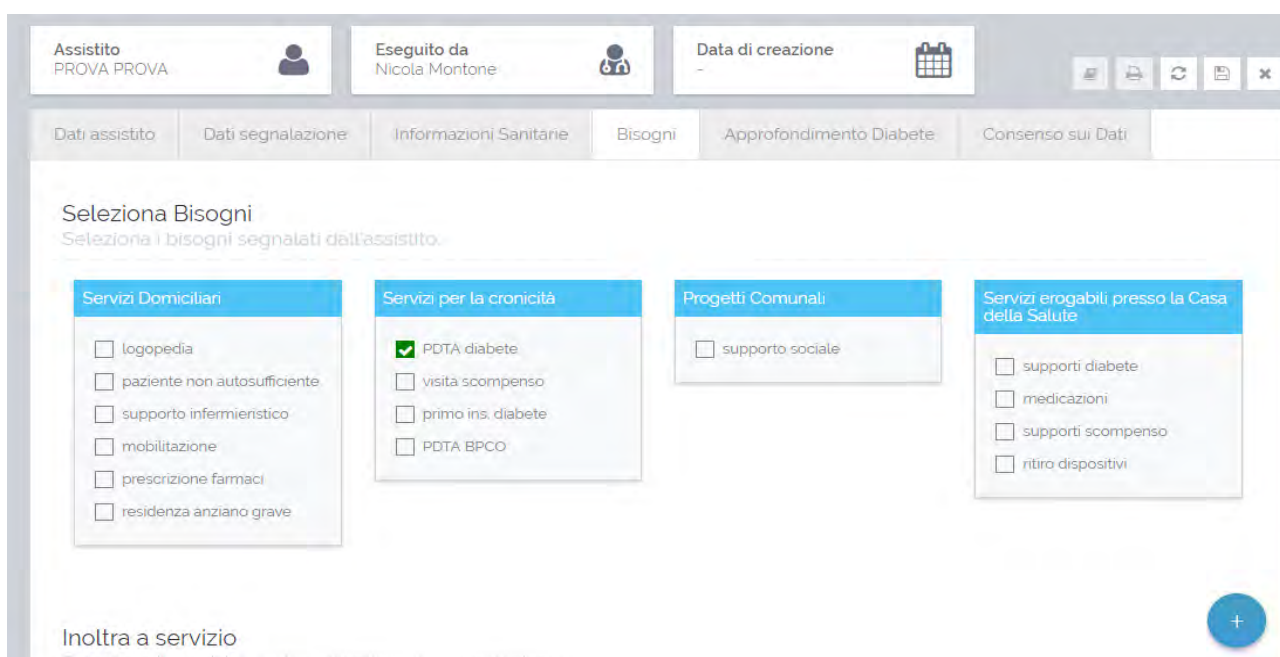 Assistito
PROVA PROVA
Eseguito da
Nicola Montone
Data di creazione
-
Dati assistito
Dati segnalazione
Informazioni Sanitarie
Bisogni
Approfondimento Diabete
Consenso sui Dati
Seleziona Bisogni
Seleziona i bisogni segnalati dall'assistito.
Servizi Domiciliari
logopedia
paziente non autosufficiente
supporto infermieristico
mobilitazione
prescrizione farmaci
residenza anziano grave
Servizi per la cronicità
PDTA diabete
visita scompenso
primo ins. diabete
PDTA BPCO
Progetti Comunali
supporto sociale
Servizi erogabili presso la Casa
della Salute
supporti diabete
medicazioni
supporti scompenso
ritiro dispositivi
+
Inoltra a servizio